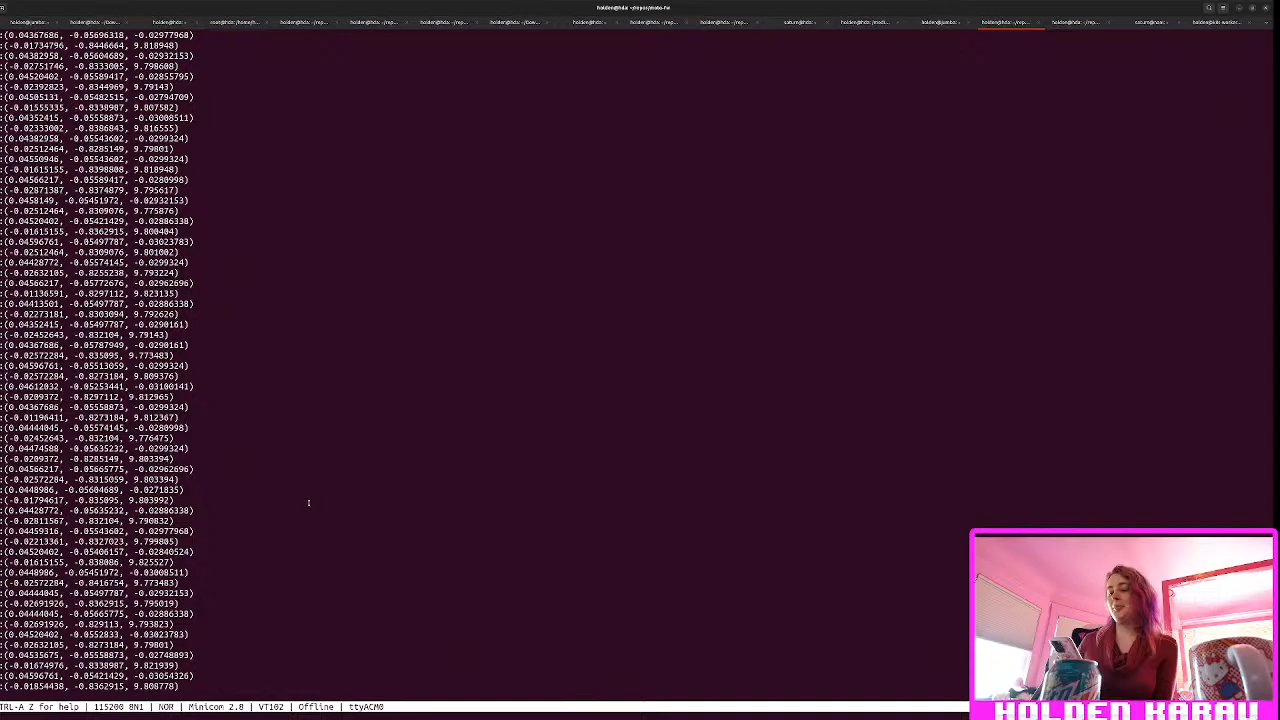 holden@hda: ~/repos/moto-fw
:(0.04367686, -0.05696318, -0.02977968)
:(-0.01734796, -0.8446664, 9.818948)
:(0.04382958, -0.05604689, -0.02932153)
:(-0.02751746, -0.8333005, 9.798608)
:(0.04520402, -0.05589417, -0.02855795)
:(-0.02392823, -0.8344969, 9.79143)
:(0.04505131, -0.05482515, -0.02794709)
:(-0.01555335, -0.8338987, 9.807582)
:(0.04352415, -0.05558873, -0.03008511)
:(-0.02333002, -0.8386843, 9.816555)
:(0.04382958, -0.05543602, -0.0299324)
:(-0.02512464, -0.8285149, 9.79801)
:(0.04550946, -0.05543602, -0.0299324)
:(-0.01615155, -0.8398808, 9.818948)
:(0.04566217, -0.05589417, -0.0280998)
:(-0.02871387, -0.8374879, 9.795617)
:(0.0458149, -0.05451972, -0.02932153)
:(-0.02512464, -0.8309076, 9.775876)
:(0.04520402, -0.05421429, -0.02886338)
:(-0.01615155, -0.8362915, 9.800404)
:(0.04596761, -0.05497787, -0.03023783)
:(-0.02512464, -0.8309076, 9.801002)
:(0.04428772, -0.05574145, -0.0299324)
:(-0.02632105, -0.8255238, 9.793224)
:(0.04566217, -0.05772676, -0.02962696)
:(-0.01136591, -0.8297112, 9.823135)
:(0.04413501, -0.05497787, -0.02886338)
:(-0.02273181, -0.8303094, 9.792626)
:(0.04352415, -0.05497787, -0.0290161)
:(-0.02452643, -0.832104, 9.79143)
:(0.04367686, -0.05787949, -0.0290161)
:(-0.02572284, -0.835095, 9.773483)
:(0.04596761, -0.05513059, -0.0299324)
:(-0.02572284, -0.8273184, 9.809376)
:(0.04612032, -0.05253441, -0.03100141)
:(-0.0209372, -0.8297112, 9.812965)
:(0.04367686, -0.05558873, -0.0299324)
:(-0.01196411, -0.8273184, 9.812367)
:(0.04444045, -0.05574145, -0.0280998)
:(-0.02452643, -0.832104, 9.776475)
:(0.04474588, -0.05635232, -0.0299324)
:(-0.0209372, -0.8285149, 9.803394)
:(0.04566217, -0.05665775, -0.02962696)
:(-0.02572284, -0.8315059, 9.803394)
:(0.0448986, -0.05604689, -0.0271835)
:(-0.01794617, -0.835095, 9.803992)
:(0.04428772, -0.05635232, -0.02886338)
:(-0.02811567, -0.832104, 9.790832)
:(0.04459316, -0.05543602, -0.02977968)
:(-0.02213361, -0.8327023, 9.799805)
:(0.04520402, -0.05406157, -0.02840524)
:(-0.01615155, -0.838086, 9.825527)
:(0.0448986, -0.05451972, -0.03008511)
:(-0.02572284, -0.8416754, 9.773483)
:(0.04444045, -0.05497787, -0.02932153)
:(-0.02691926, -0.8362915, 9.795019)
:(0.04444045, -0.05665775, -0.02886338)
:(-0.02691926, -0.829113, 9.793823)
:(0.04520402, -0.0552833, -0.03023783)
:(-0.02632105, -0.8273184, 9.79801)
:(0.04535675, -0.05558873, -0.02748893)
:(-0.01674976, -0.8338987, 9.821939)
:(0.04596761, -0.05421429, -0.03054326)
:(-0.01854438, -0.8362915, 9.808778)
TRL-A Z for help | 115200 8N1 | NOR | Minicom 2.8 | VT102 | Offline | ttyACM0
HOLDEN KARAU